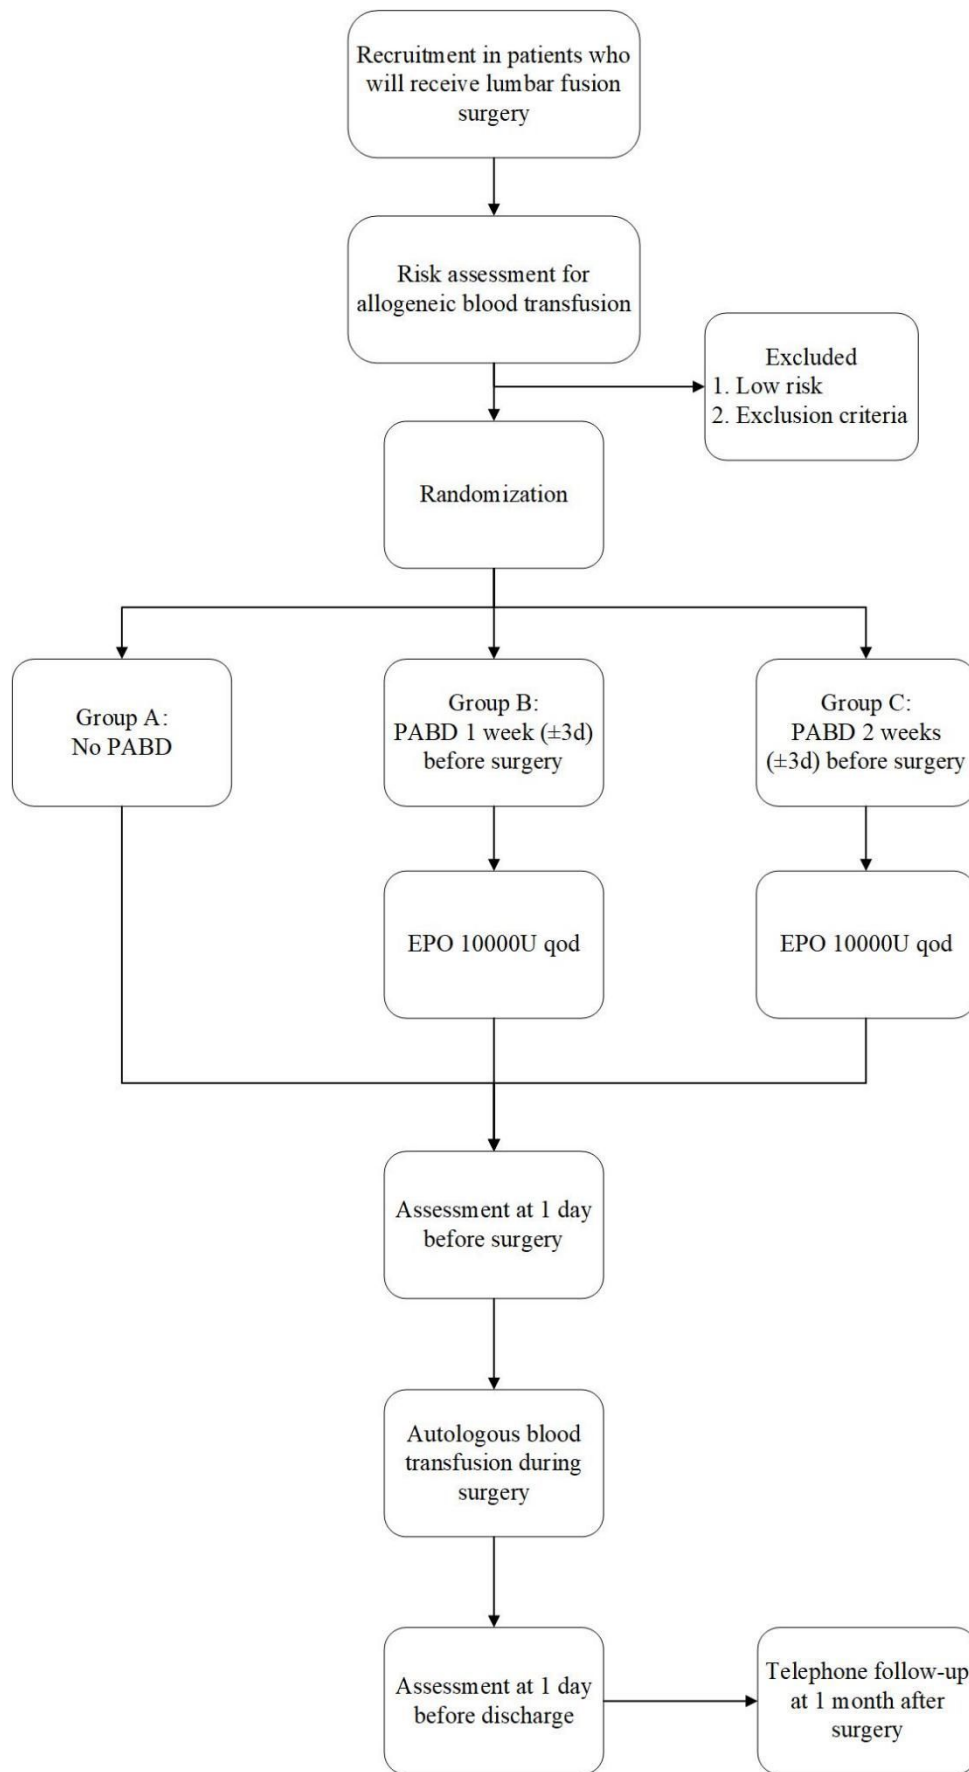 Recruitment in patients who
will receive lumbar fusion
surgery
Risk assessment for
allogeneic blood transfusion
Excluded
1. Low risk
2. Exclusion criteria
Randomization
Group A:
No PABD
Group B:
PABD 1 week (±3d)
before surgery
Group C:
PABD 2 weeks
(±3d) before surgery
EPO 10000U qod
EPO 10000U qod
Assessment at 1 day
before surgery
Autologous blood
transfusion during
surgery
Assessment at 1 day
before discharge
Telephone follow-up
at 1 month after
surgery